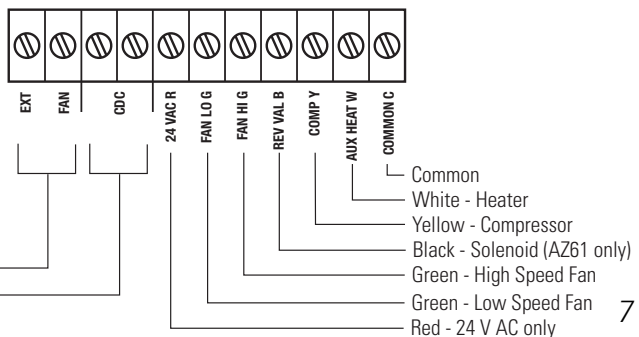 EXT
FAN
CDC
24 VAC R
FAN LO G
FAN HI G
REV VAL B
COMP Y
AUX HEAT W
COMMON C
Common
White - Heater
Yellow - Compressor
Black - Solenoid (AZ61 only)
Green - High Speed Fan
Green - Low Speed Fan
Red - 24 V AC only
7